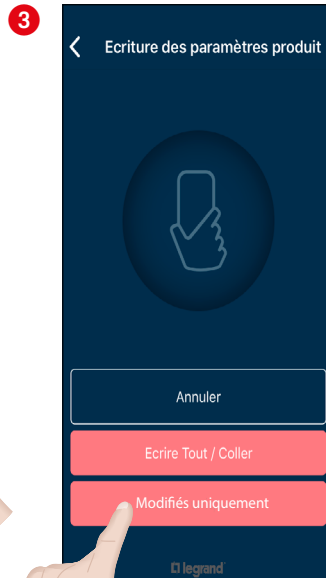 3
Ecriture des paramètres produit
Annuler
Ecrire Tout / Coller
Modifiés uniquement
legrand